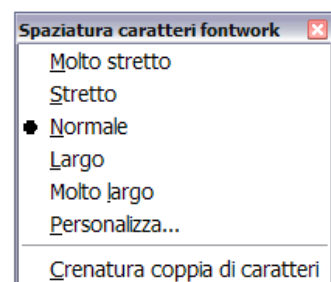 Spaziatura caratteri fontwork
Molto stretto
Stretto
Normale
Largo
Molto largo
Personalizza...
Crenatura coppia di caratteri